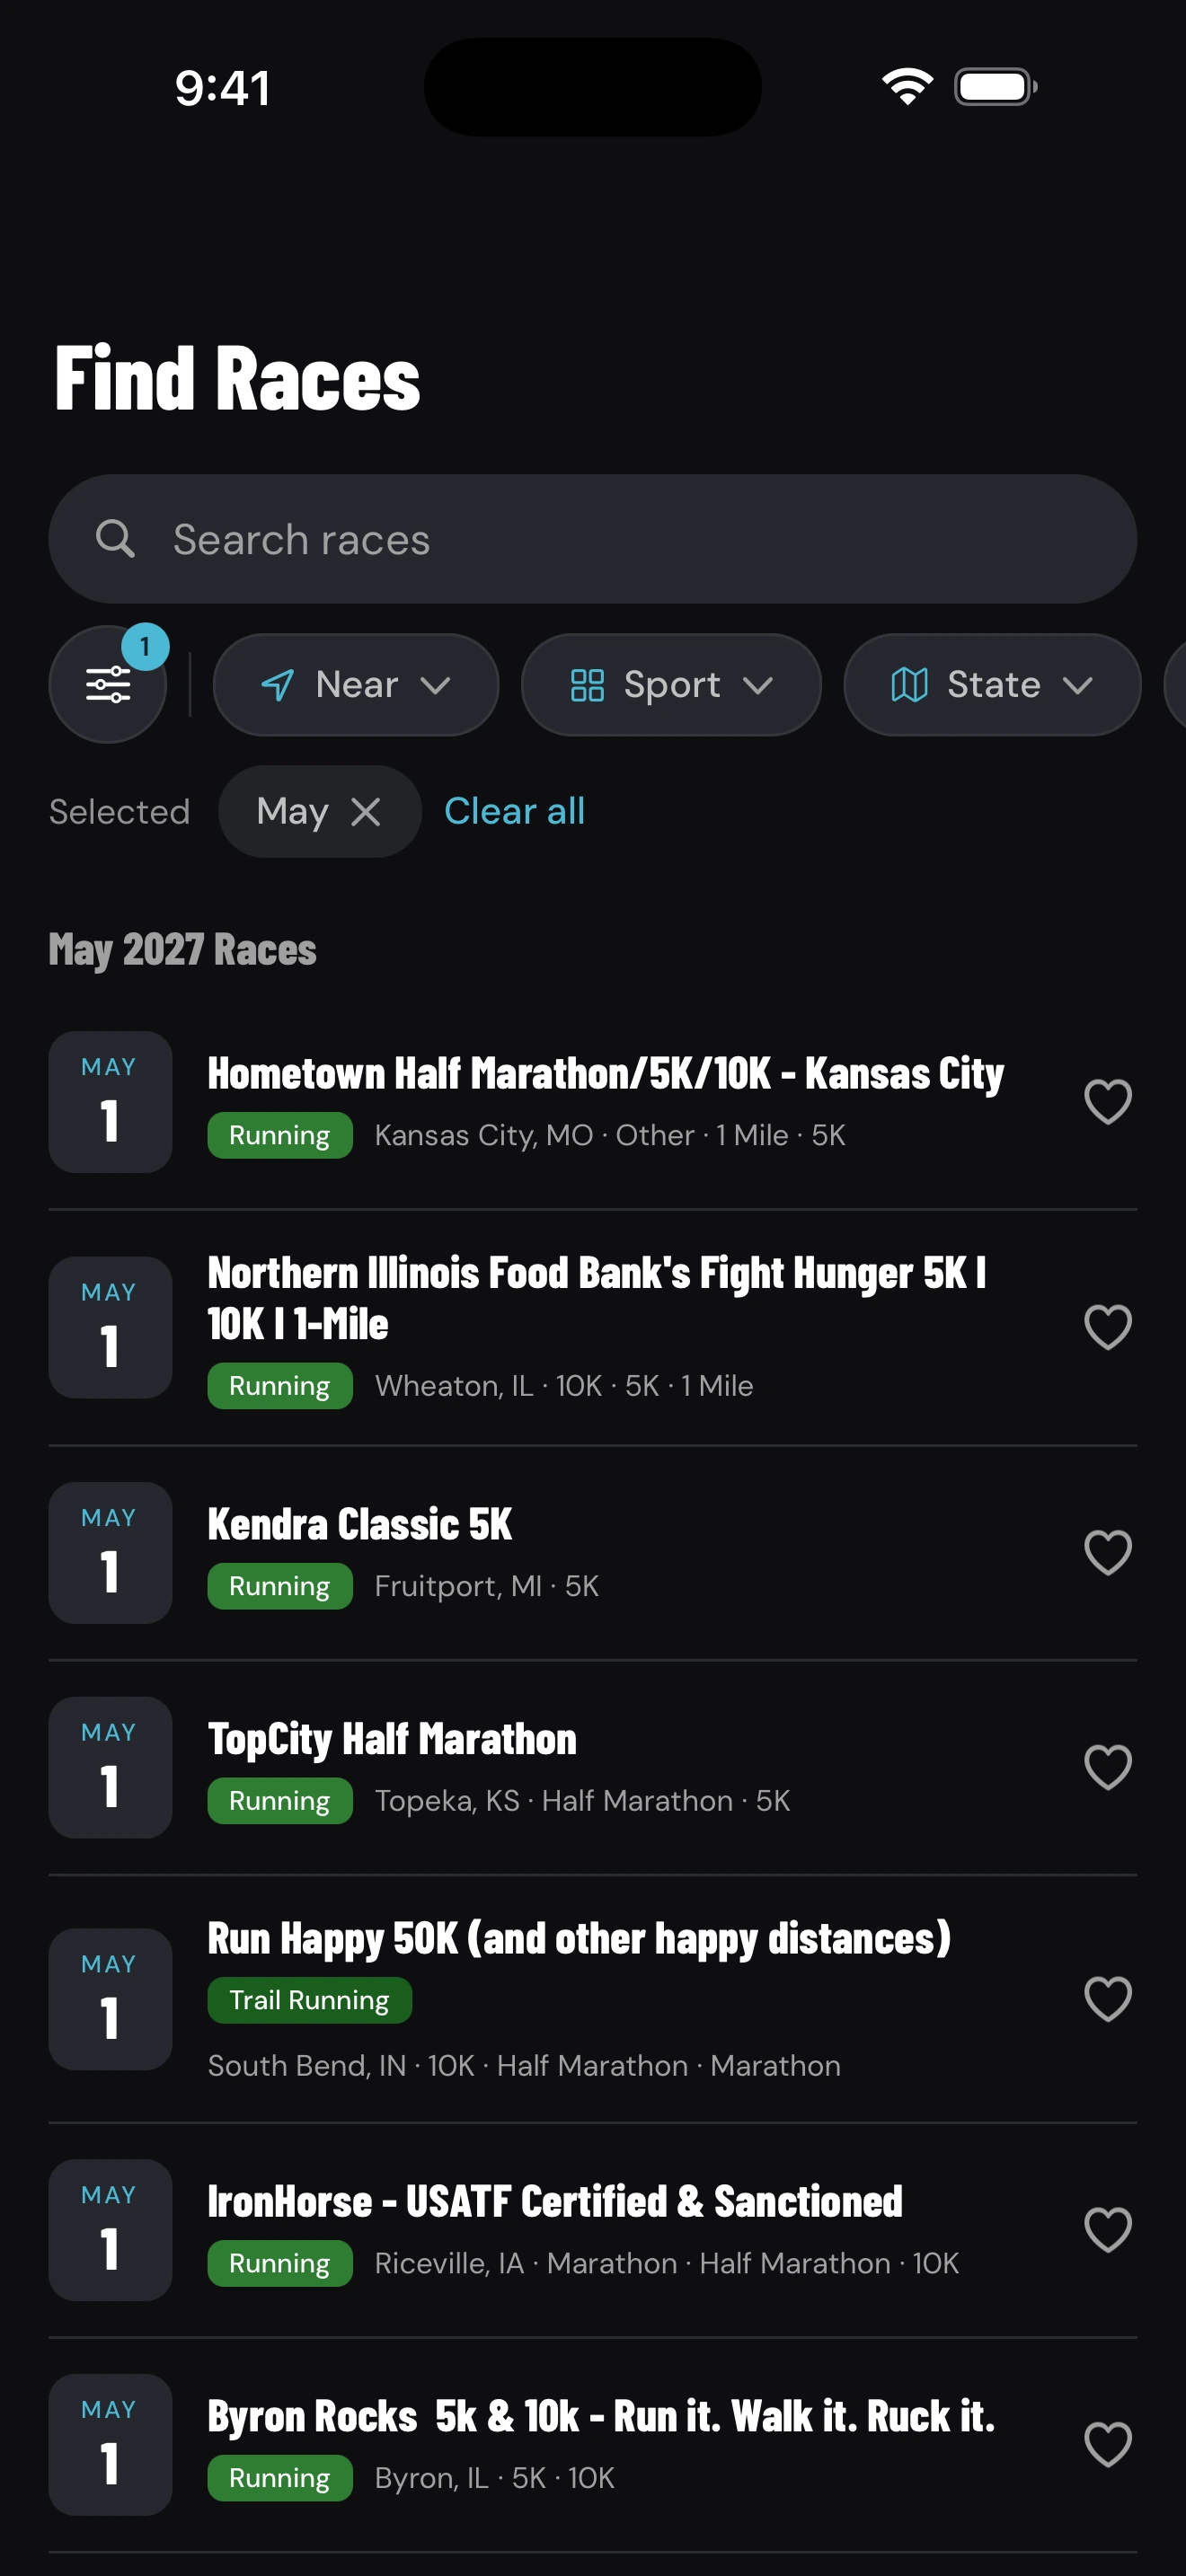 9:41
Find Races
Search races
1
Near
Sport
State
Selected
May
Clear all
May 2027 Races
MAY
1
Hometown Half Marathon/5K/10K - Kansas City
Running
Kansas City, MO · Other · 1 Mile · 5K
MAY
1
Northern Illinois Food Bank's Fight Hunger 5K I
10K I 1-Mile
Running
Wheaton, IL · 10K · 5K · 1 Mile
MAY
1
Kendra Classic 5K
Running
Fruitport, MI · 5K
MAY
1
TopCity Half Marathon
Running
Topeka, KS · Half Marathon · 5K
MAY
1
Run Happy 50K (and other happy distances)
Trail Running
South Bend, IN · 10K · Half Marathon · Marathon
MAY
1
IronHorse - USATF Certified & Sanctioned
Running
Riceville, IA · Marathon · Half Marathon · 10K
MAY
1
Byron Rocks  5k & 10k - Run it. Walk it. Ruck it.
Running
Byron, IL · 5K · 10K